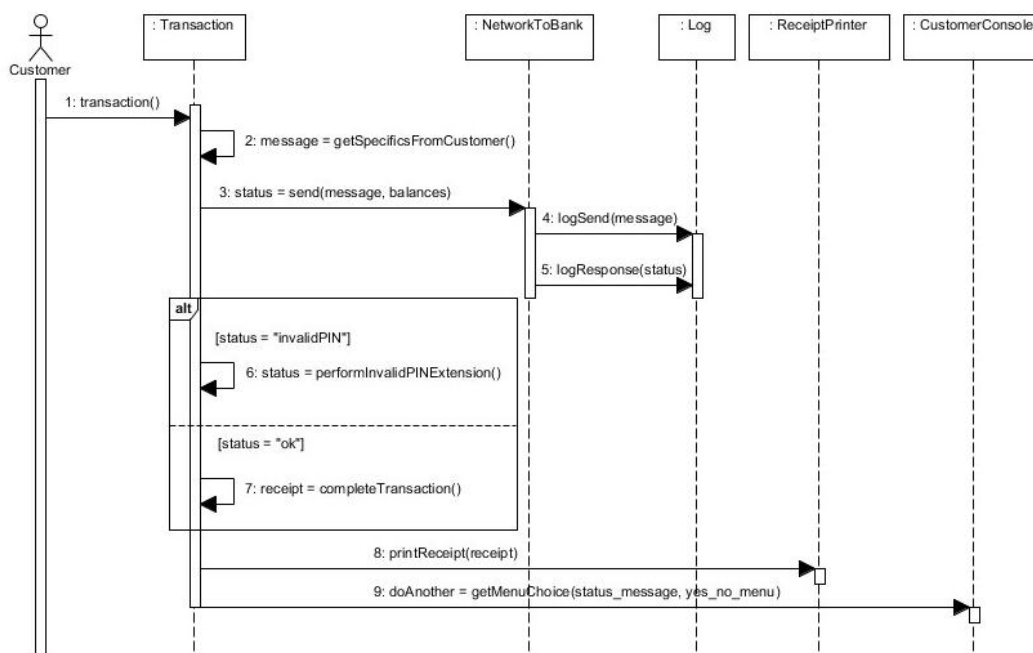 : Transaction
: NetworkToBank
: Log
: ReceiptPrinter
: CustomerConsole
Customer
1: transaction()
2: message = getSpecificsFromCustomer()
3: status = send(message, balances)
4: logSend(message)
5: logResponse(status)
alt
[status = "invalidPIN"]
6: status = performInvalidPINExtension()
[status = "ok"]
7: receipt = completeTransaction()
8: printReceipt(receipt)
9: doAnother = getMenuChoice(status_message, yes_no_menu)